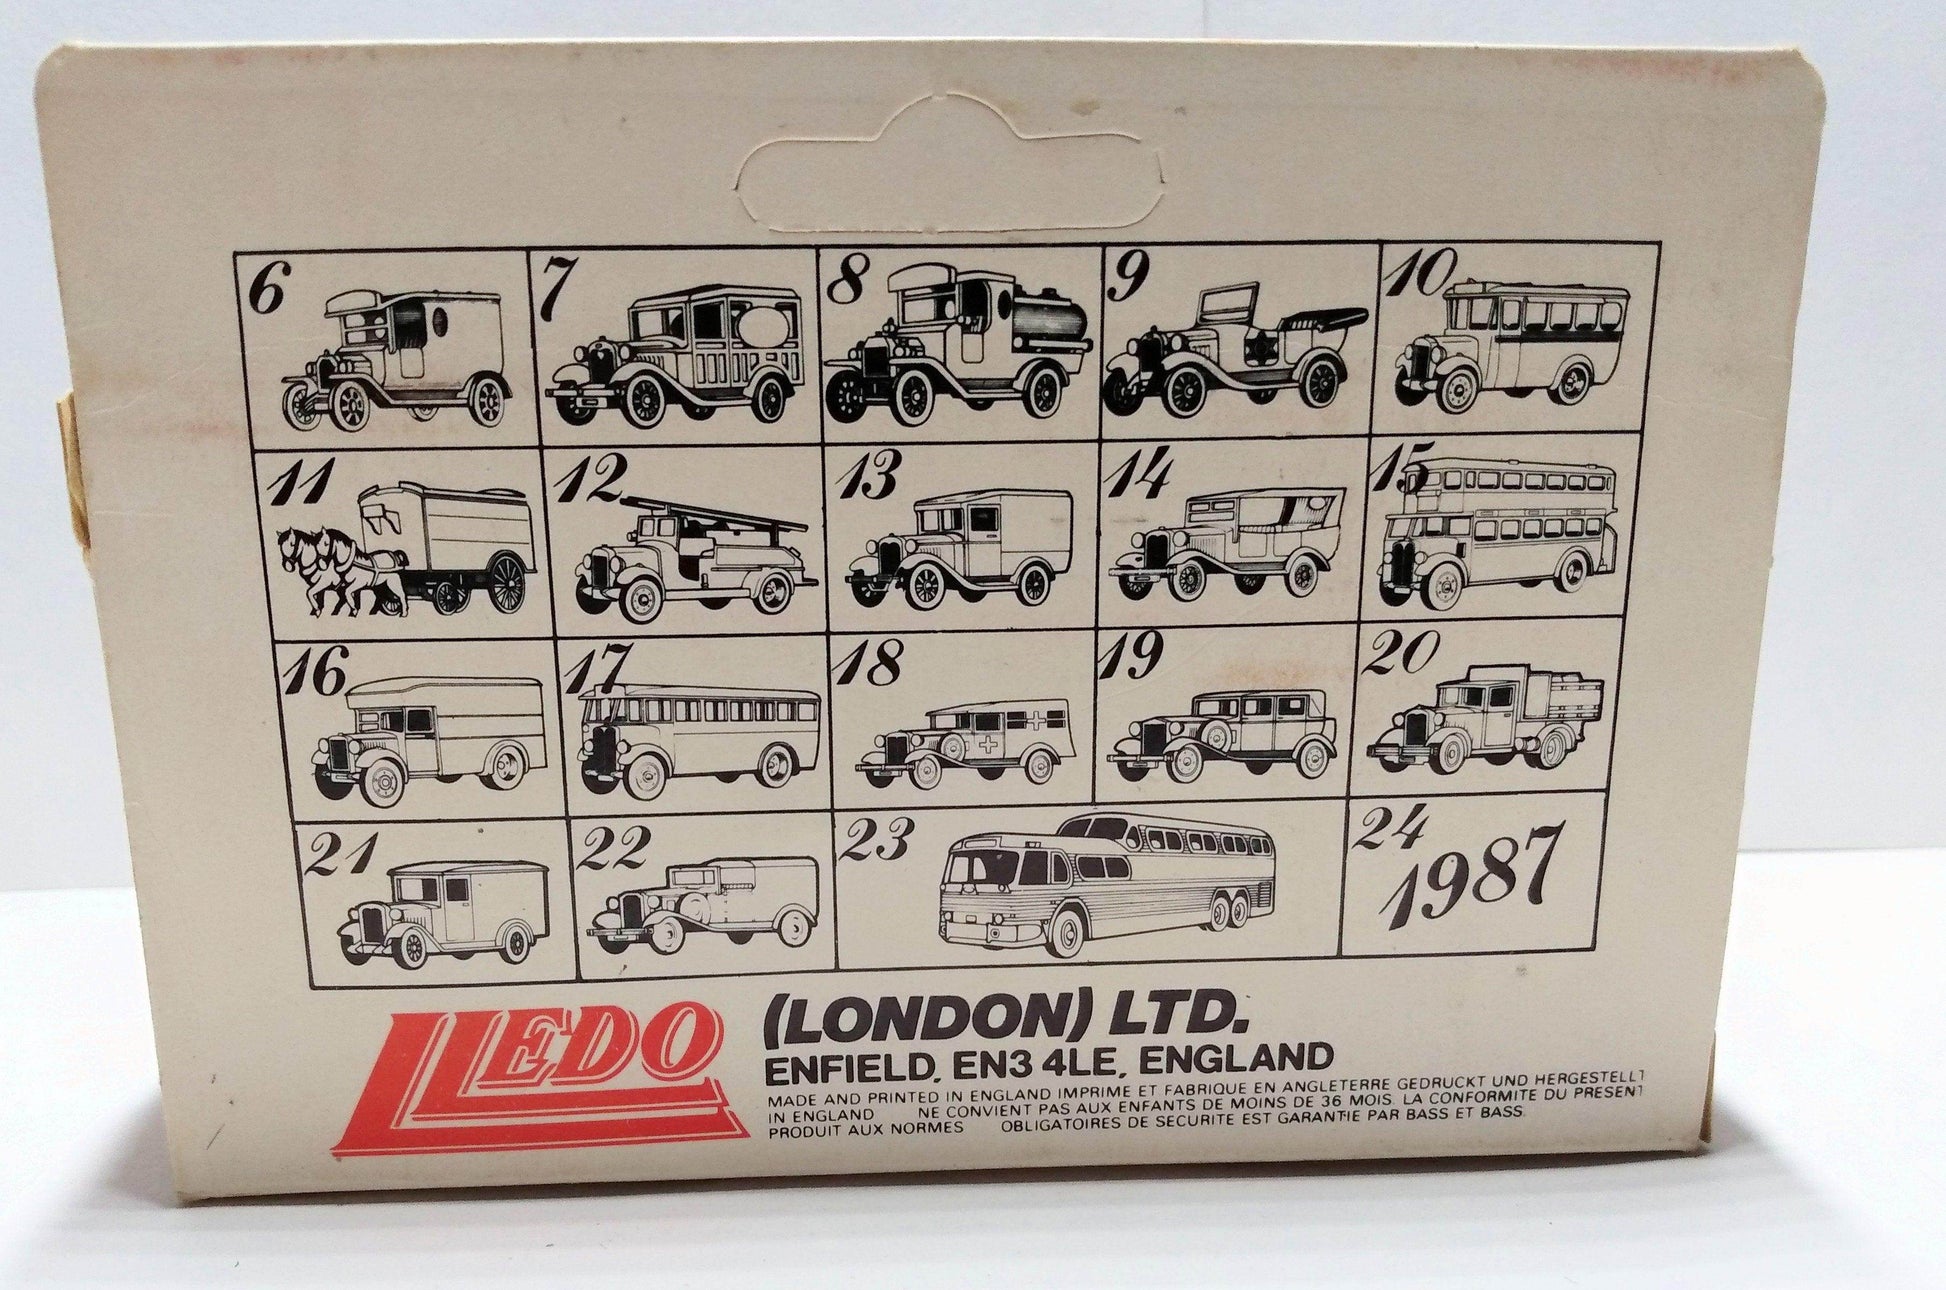 6 7 8 9 10
11 12 13 14 15
16 17 18 19 20
21 22 23 24 1987
LLEDO (LONDON) LTD.
ENFIELD, EN3 4LE, ENGLAND
MADE AND PRINTED IN ENGLAND IMPRIME ET FABRIQUE EN ANGLETERRE GEDRUCKT UND HERGESTELLT
IN ENGLAND NE CONVIENT PAS AUX ENFANTS DE MOINS DE 36 MOIS. LA CONFORMITE DU PRESENT
PRODUIT AUX NORMES OBLIGATOIRES DE SECURITE EST GARANTIE PAR BASS ET BASS.